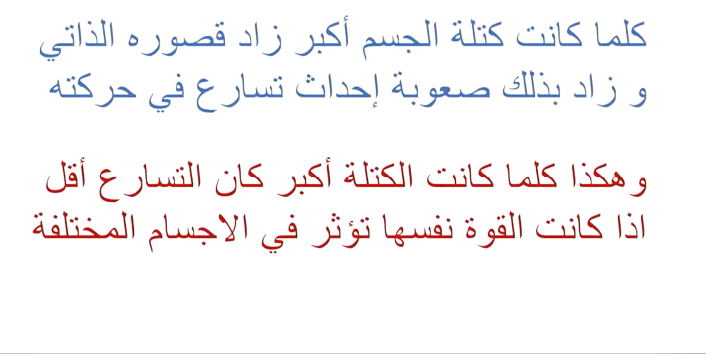 كلما كانت كتلة الجسم أكبر زاد قصوره الذاتي
و زاد بذلك صعوبة إحداث تسارع في حركته
و هكذا كلما كانت الكتلة أكبر كان التسارع أقل
اذا كانت القوة نفسها تؤثر في الاجسام المختلفة